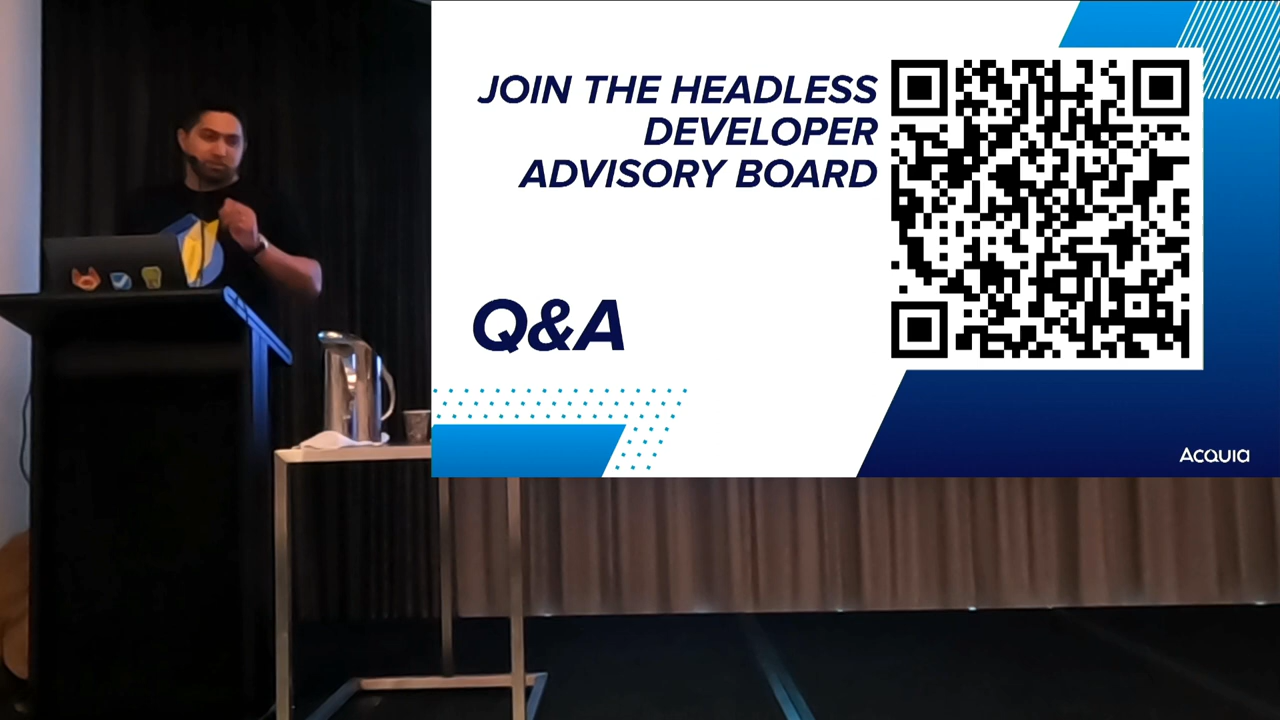 JOIN THE HEADLESS
DEVELOPER
ADVISORY BOARD
Q&A
ACQUIA